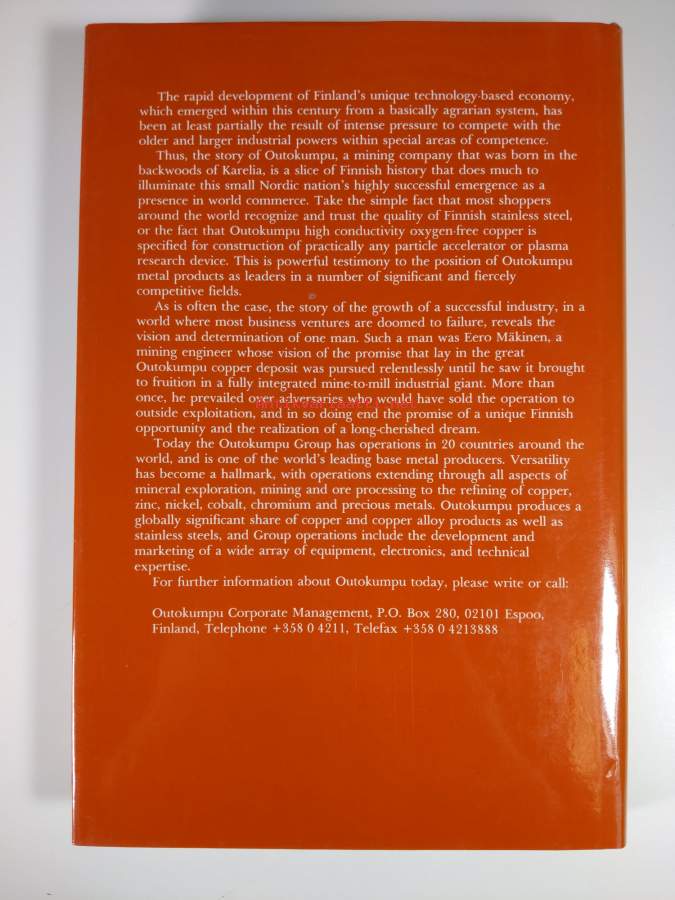 The rapid development of Finland's unique technology-based economy,
which emerged within this century from a basically agrarian system, has
been at least partially the result of intense pressure to compete with the
older and larger industrial powers within special areas of competence.
Thus, the story of Outokumpu, a mining company that was born in the
backwoods of Karelia, is a slice of Finnish history that does much to
illuminate this small Nordic nation's highly successful emergence as a
presence in world commerce. Take the simple fact that most shoppers
around the world recognize and trust the quality of Finnish stainless steel,
or the fact that Outokumpu high conductivity oxygen-free copper is
specified for construction of practically any particle accelerator or plasma
research device. This is powerful testimony to the position of Outokumpu
metal products as leaders in a number of significant and fiercely
competitive fields.
As is often the case, the story of the growth of a successful industry, in a
world where most business ventures are doomed to failure, reveals the
vision and determination of one man. Such a man was Eero Mäkinen, a
mining engineer whose vision of the promise that lay in the great
Outokumpu copper deposit was pursued relentlessly until he saw it brought
to fruition in a fully integrated mine-to-mill industrial giant. More than
once, he prevailed over adversaries who would have sold the operation to
outside exploitation, and in so doing end the promise of a unique Finnish
opportunity and the realization of a long-cherished dream.
Today the Outokumpu Group has operations in 20 countries around the
world, and is one of the world's leading base metal producers. Versatility
has become a hallmark, with operations extending through all aspects of
mineral exploration, mining and ore processing to the refining of copper,
zinc, nickel, cobalt, chromium and precious metals. Outokumpu produces a
globally significant share of copper and copper alloy products as well as
stainless steels, and Group operations include the development and
marketing of a wide array of equipment, electronics, and technical
expertise.
For further information about Outokumpu today, please write or call:
Outokumpu Corporate Management, P.O. Box 280, 02101 Espoo,
Finland, Telephone +358 0 4211, Telefax +358 0 4213888